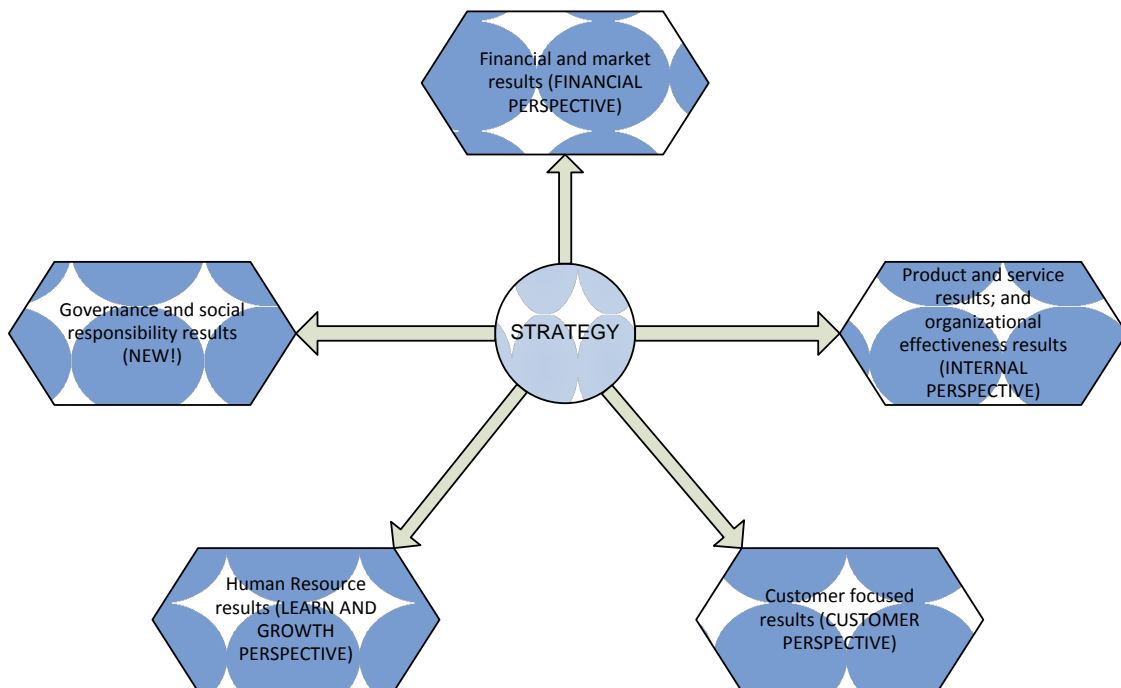 Financial and market
results (FINANCIAL
PERSPECTIVE)
Governance and social
responsibility results
(NEW!)
STRATEGY
Product and service
results; and
organizational
effectiveness results
(INTERNAL
PERSPECTIVE)
Human Resource
results (LEARN AND
GROWTH
PERSPECTIVE)
Customer focused
results (CUSTOMER
PERSPECTIVE)